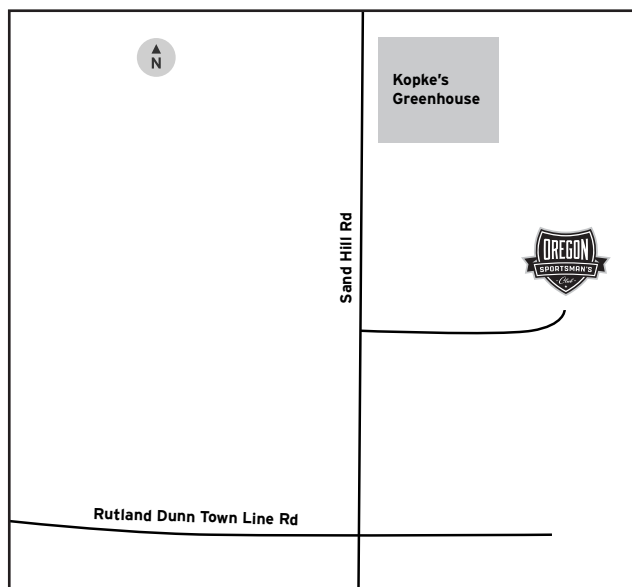 N
Kopke's
Greenhouse
Sand Hill Rd
OREGON
SPORTSMAN'S
Club
Rutland Dunn Town Line Rd